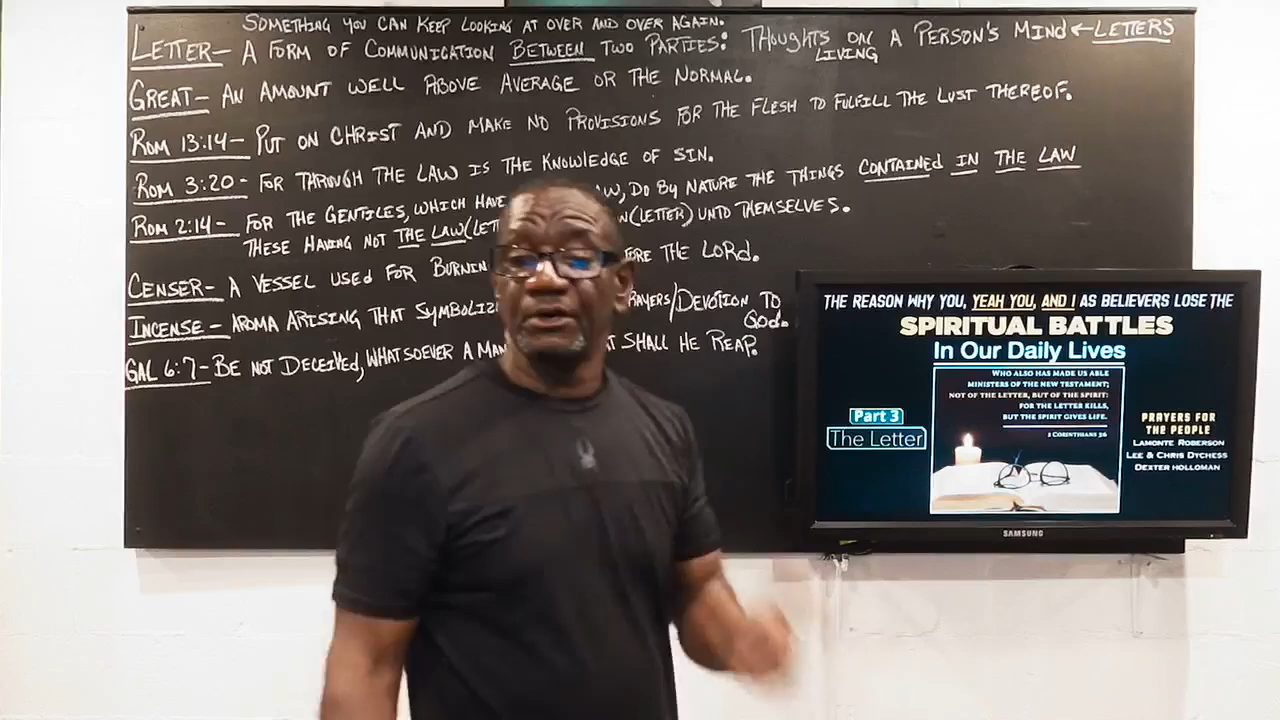 SOMETHING YOU CAN KEEP LOOKING AT OVER AND OVER AGAIN.
LETTER- A FORM OF COMMUNICATION BETWEEN TWO PARTIES: THOUGHTS ON A PERSON'S MIND ← LETTERS
LIVING
GREAT- AN AMOUNT WELL ABOVE AVERAGE OR THE NORMAL.
ROM 13:14- PUT ON CHRIST AND MAKE NO PROVISIONS FOR THE FLESH TO FULFILL THE LUST THEREOF.
ROM 3:20- FOR THROUGH THE LAW IS THE KNOWLEDGE OF SIN.
ROM 2:14- FOR THE GENTILES, WHICH HAVE DO BY NATURE THE THINGS CONTAINED IN THE LAW
THESE HAVING NOT THE LAW (LETTER) UNTO THEMSELVES.
CENSER- A VESSEL USED FOR THE LORD.
INCENSE- AROMA ARISING THAT /DEVOTION TO
GOD.
GAL 6:7- BE NOT DECEIVED, WHATSOEVER A MAN SHALL HE REAP.
THE REASON WHY YOU, YEAH YOU, AND I AS BELIEVERS LOSE THE
SPIRITUAL BATTLES
In Our Daily Lives
WHO ALSO HAS MADE US ABLE
MINISTERS OF THE NEW TESTAMENT;
NOT OF THE LETTER, BUT OF THE SPIRIT:
FOR THE LETTER KILLS,
BUT THE SPIRIT GIVES LIFE.
CORINTHIANS
Part 3
The Letter
PRAYERS FOR
THE PEOPLE
LAMONTE ROBERSON
LEE & CHRIS DYCHESS
DEXTER HOLLOMAN
SAMSUNG